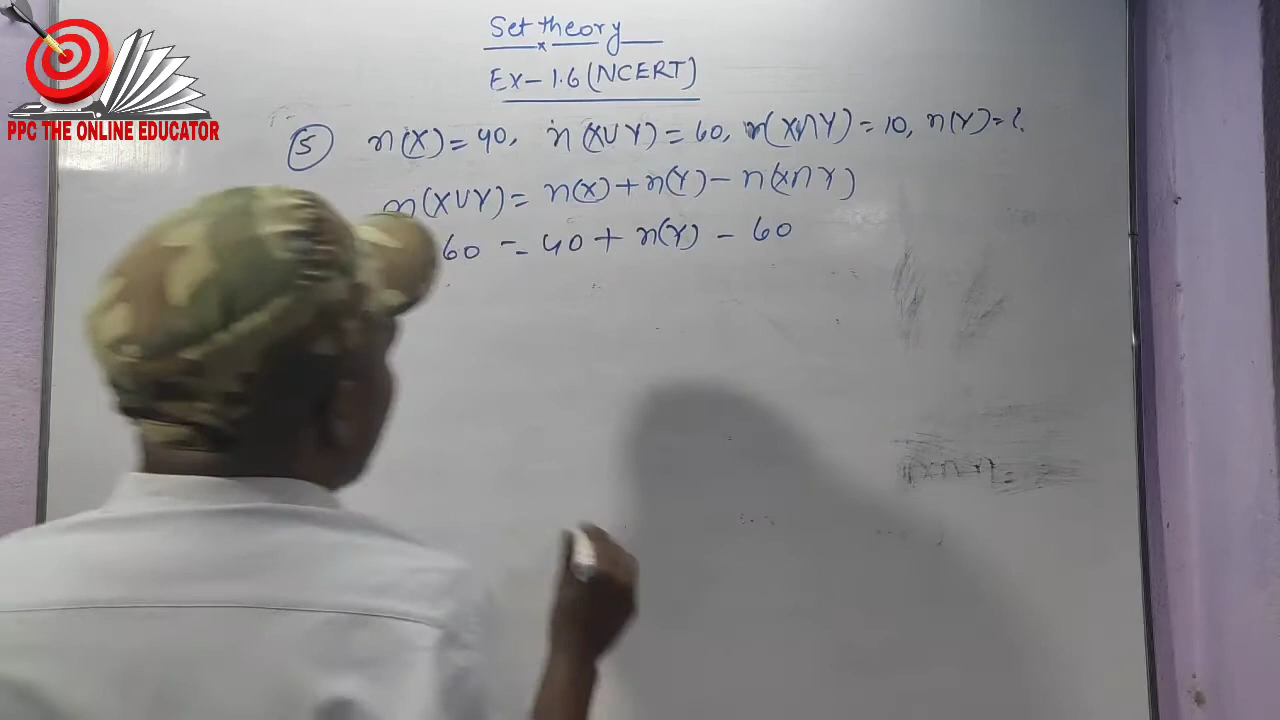 Set theory
Ex-1.6 (NCERT)
PPC THE ONLINE EDUCATOR
5 n(X) = 40, n(X∪Y) = 60, n(X∩Y) = 10, n(Y) = ?
n(X∪Y) = n(X) + n(Y) - n(X∩Y)
60 = 40 + n(Y) - 60